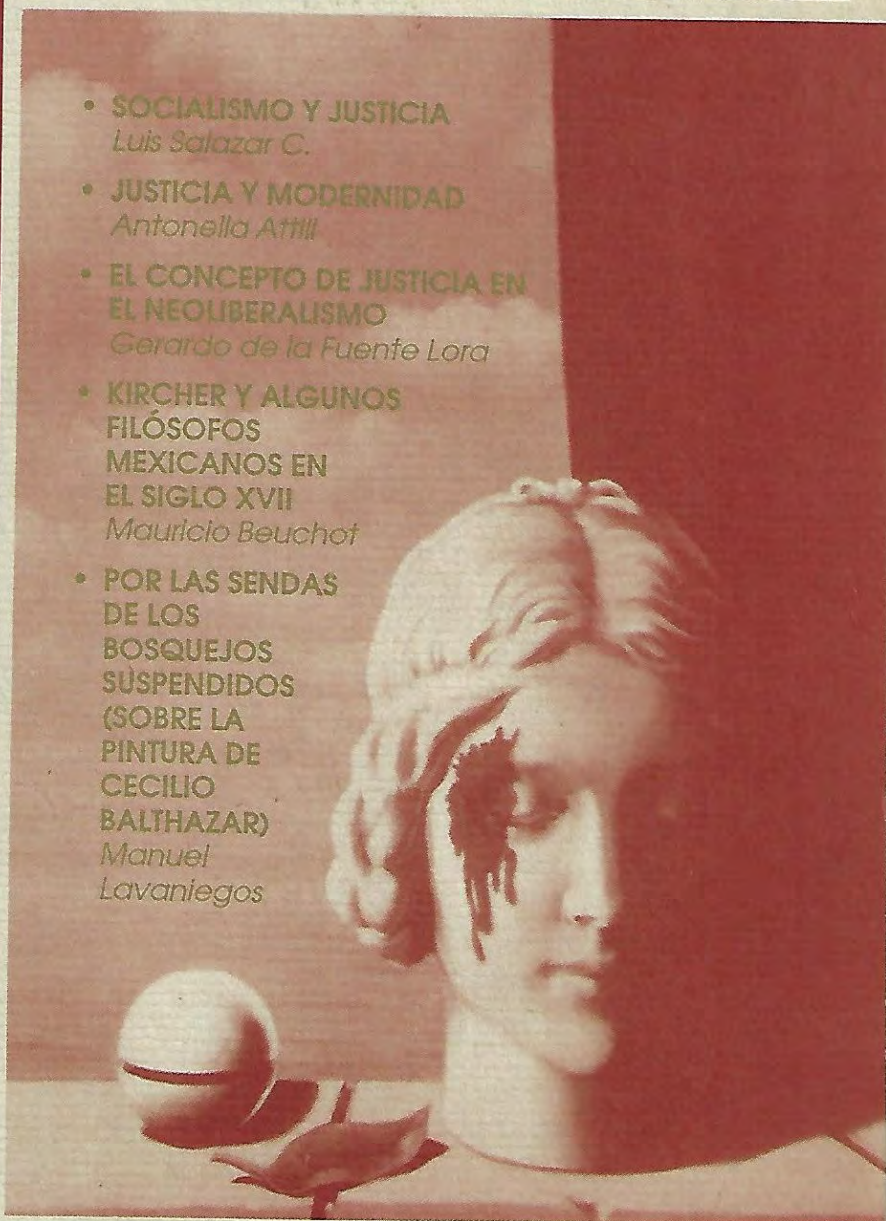 • SOCIALISMO Y JUSTICIA
Luis Salazar C.
• JUSTICIA Y MODERNIDAD
Antonella Attili
• EL CONCEPTO DE JUSTICIA EN
EL NEOLIBERALISMO
Gerardo de la Fuente Lora
• KIRCHER Y ALGUNOS
FILÓSOFOS
MEXICANOS EN
EL SIGLO XVII
Mauricio Beuchot
• POR LAS SENDAS
DE LOS
BOSQUEJOS
SUSPENDIDOS
(SOBRE LA
PINTURA DE
CECILIO
BALTHAZAR)
Manuel
Lavaniegos